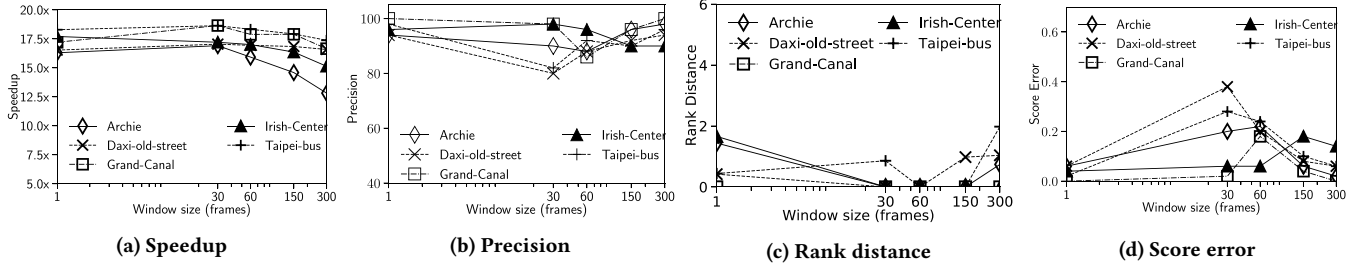 20.0x
17.5x
15.0x
12.5x
10.0x
7.5x
5.0x
Speedup
Archie
Daxi-old-street
Grand-Canal
Irish-Center
Taipei-bus
1 30 60 150 300
Window size (frames)
(a) Speedup
100
80
60
40
Precision
Archie
Daxi-old-street
Grand-Canal
Irish-Center
Taipei-bus
1 30 60 150 300
Window size (frames)
(b) Precision
6
4
2
0
Rank Distance
Archie
Daxi-old-street
Grand-Canal
Irish-Center
Taipei-bus
1 30 60 150 300
Window size (frames)
(c) Rank distance
0.6
0.4
0.2
0.0
Score Error
Archie
Daxi-old-street
Grand-Canal
Irish-Center
Taipei-bus
1 30 60 150 300
Window size (frames)
(d) Score error